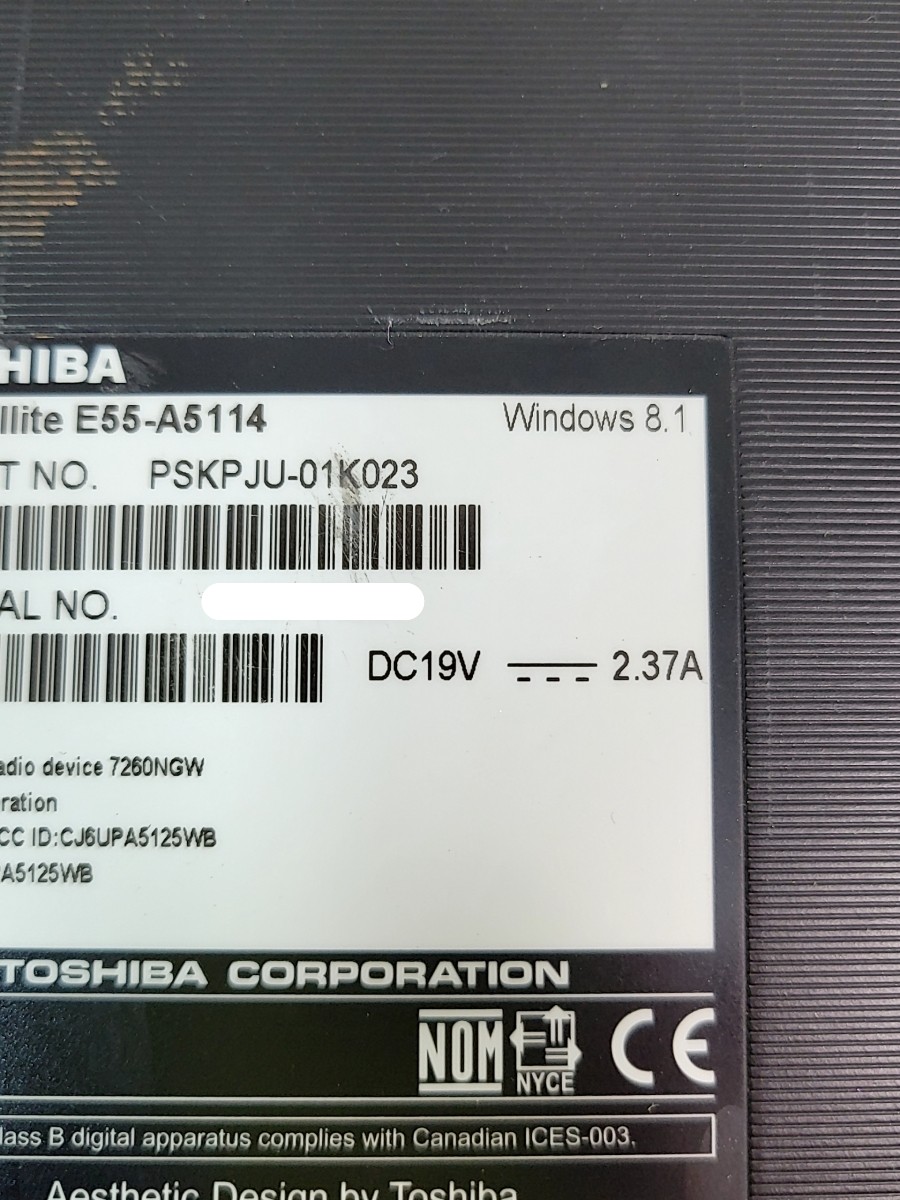 HIBA
llite E55-A5114
Windows 8.1
T NO. PSKPJU-01K023
AL NO.
DC19V 2.37A
adio device 7260NGW
ration
CC ID:CJ6UPA5125WB
A5125WB
TOSHIBA CORPORATION
NOM
NYCE
CE
lass B digital apparatus complies with Canadian ICES-003.
Aesthetic Design by Toshiba